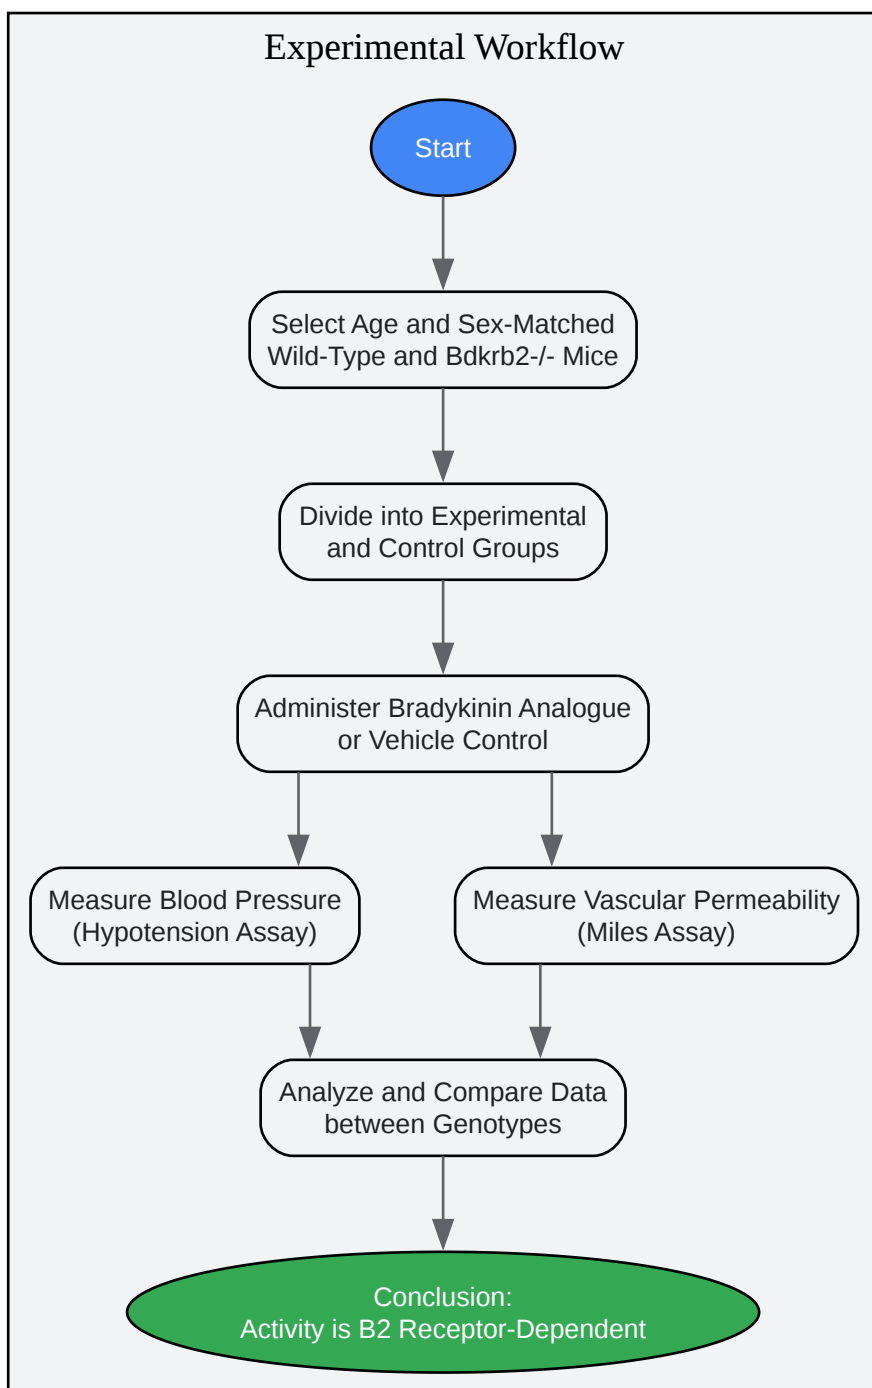 Experimental Workflow
Start
Select Age and Sex-Matched
Wild-Type and Bdkrb2-/- Mice
Divide into Experimental
and Control Groups
Administer Bradykinin Analogue
or Vehicle Control
Measure Blood Pressure
(Hypotension Assay)
Measure Vascular Permeability
(Miles Assay)
Analyze and Compare Data
between Genotypes
Conclusion:
Activity is B2 Receptor-Dependent